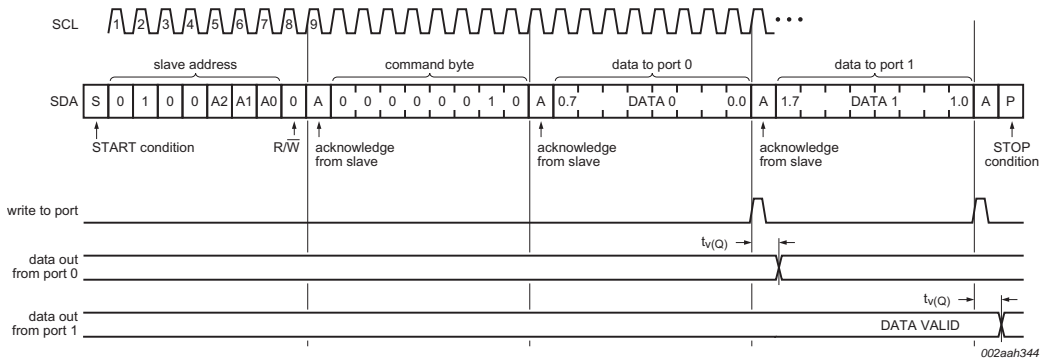 SCL 1 2 3 4 5 6 7 8 9 • • •
slave address command byte data to port 0 data to port 1
SDA S 0 1 0 0 A2 A1 A0 0 A 0 0 0 0 0 0 1 0 A 0.7 DATA 0 0.0 A 1.7 DATA 1 1.0 A P
START condition R/W̅ acknowledge from slave acknowledge from slave acknowledge from slave STOP condition
write to port
tv(Q)
data out
from port 0
tv(Q)
data out
from port 1 DATA VALID
002aah344